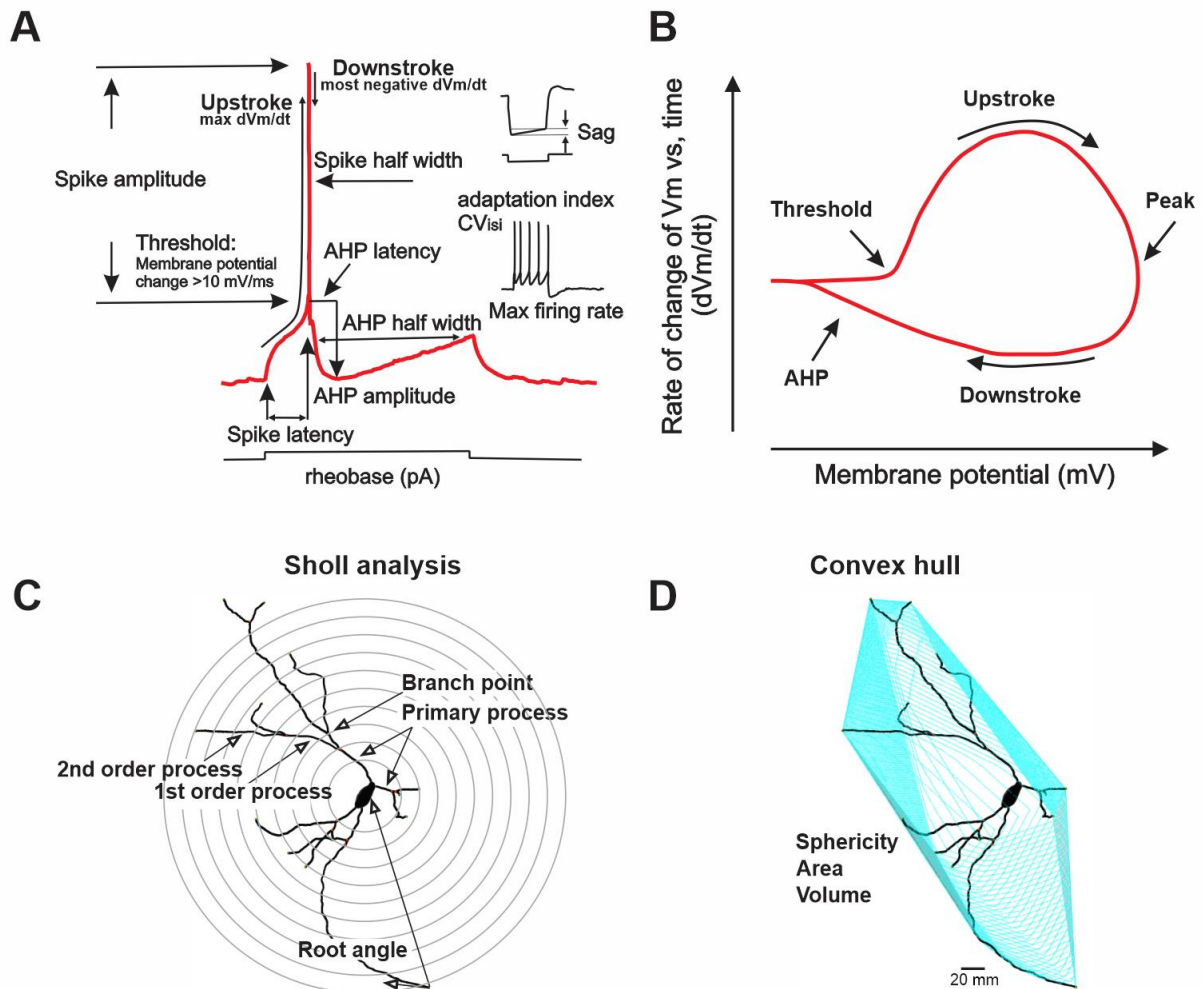 A
Downstroke
most negative dVm/dt
Upstroke
max dVm/dt
Sag
Spike half width
Spike amplitude
adaptation index
CVisi
Threshold:
Membrane potential
change >10 mV/ms
AHP latency
Max firing rate
AHP half width
AHP amplitude
Spike latency
rheobase (pA)
B
Rate of change of Vm vs, time
(dVm/dt)
Upstroke
Threshold
Peak
AHP
Downstroke
Membrane potential (mV)
C
Sholl analysis
Branch point
Primary process
2nd order process
1st order process
Root angle
D
Convex hull
Sphericity
Area
Volume
20 mm